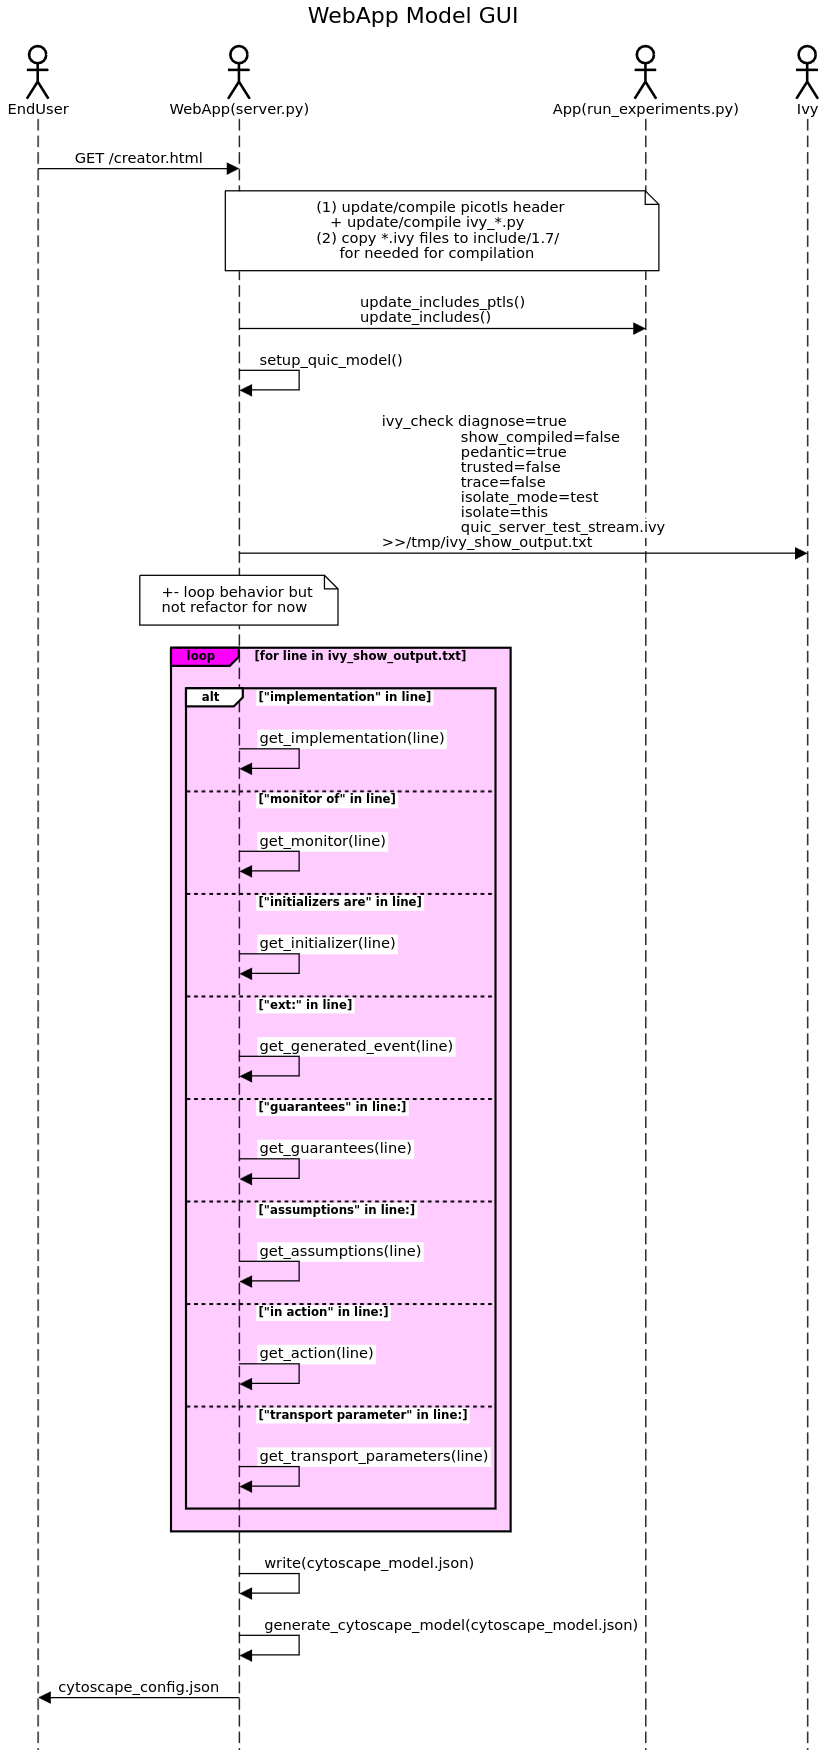 WebApp Model GUI
EndUser
WebApp(server.py)
App(run_experiments.py)
Ivy
GET /creator.html
(1) update/compile picotls header
+ update/compile ivy_*.py
(2) copy *.ivy files to include/1.7/
for needed for compilation
update_includes_ptls()
update_includes()
setup_quic_model()
ivy_check diagnose=true
show_compiled=false
pedantic=true
trusted=false
trace=false
isolate_mode=test
isolate=this
quic_server_test_stream.ivy
>>/tmp/ivy_show_output.txt
+- loop behavior but
not refactor for now
loop [for line in ivy_show_output.txt]
alt ["implementation" in line]
get_implementation(line)
["monitor of" in line]
get_monitor(line)
["initializers are" in line]
get_initializer(line)
["ext:" in line]
get_generated_event(line)
["guarantees" in line:]
get_guarantees(line)
["assumptions" in line:]
get_assumptions(line)
["in action" in line:]
get_action(line)
["transport parameter" in line:]
get_transport_parameters(line)
write(cytoscape_model.json)
generate_cytoscape_model(cytoscape_model.json)
cytoscape_config.json